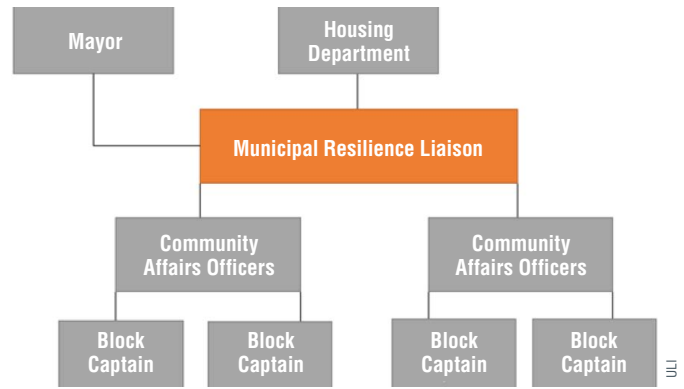 Mayor
Housing
Department
Municipal Resilience Liaison
Community
Affairs Officers
Community
Affairs Officers
Block
Captain
Block
Captain
Block
Captain
Block
Captain
ULI